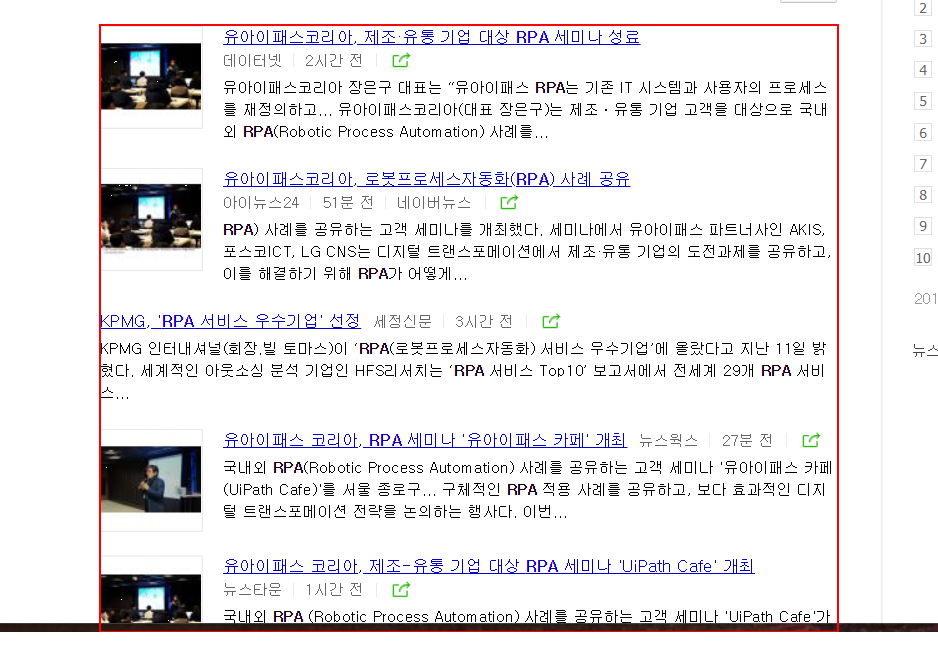 유아이패스코리아, 제조·유통 기업 대상 RPA 세미나 성료
데이터넷 2시간 전
유아이패스코리아 장은구 대표는 “유아이패스 RPA는 기존 IT 시스템과 사용자의 프로세스
를 재정의하고... 유아이패스코리아(대표 장은구)는 제조・유통 기업 고객을 대상으로 국내
외 RPA(Robotic Process Automation) 사례를...
유아이패스코리아, 로봇프로세스자동화(RPA) 사례 공유
아이뉴스24 51분 전 네이버뉴스
RPA) 사례를 공유하는 고객 세미나를 개최했다. 세미나에서 유아이패스 파트너사인 AKIS,
포스코ICT, LG CNS는 디지털 트랜스포메이션에서 제조·유통 기업의 도전과제를 공유하고,
이를 해결하기 위해 RPA가 어떻게...
KPMG, 'RPA 서비스 우수기업' 선정 세정신문 3시간 전
KPMG 인터내셔널(회장.빌 토마스)이 ‘RPA(로봇프로세스자동화) 서비스 우수기업’에 올랐다고 지난 11일 밝
혔다. 세계적인 아웃소싱 분석 기업인 HFS리서치는 ‘RPA 서비스 Top10’ 보고서에서 전세계 29개 RPA 서비
스...
유아이패스 코리아, RPA 세미나 '유아이패스 카페' 개최 뉴스웍스 27분 전
국내외 RPA(Robotic Process Automation) 사례를 공유하는 고객 세미나 '유아이패스 카페
(UiPath Cafe)'를 서울 종로구... 구체적인 RPA 적용 사례를 공유하고, 보다 효과적인 디지
털 트랜스포메이션 전략을 논의하는 행사다. 이번...
유아이패스 코리아, 제조-유통 기업 대상 RPA 세미나 'UiPath Cafe' 개최
뉴스타운 1시간 전
국내외 RPA (Robotic Process Automation) 사례를 공유하는 고객 세미나 'UiPath Cafe'가
2
3
4
5
6
7
8
9
10
201
뉴스